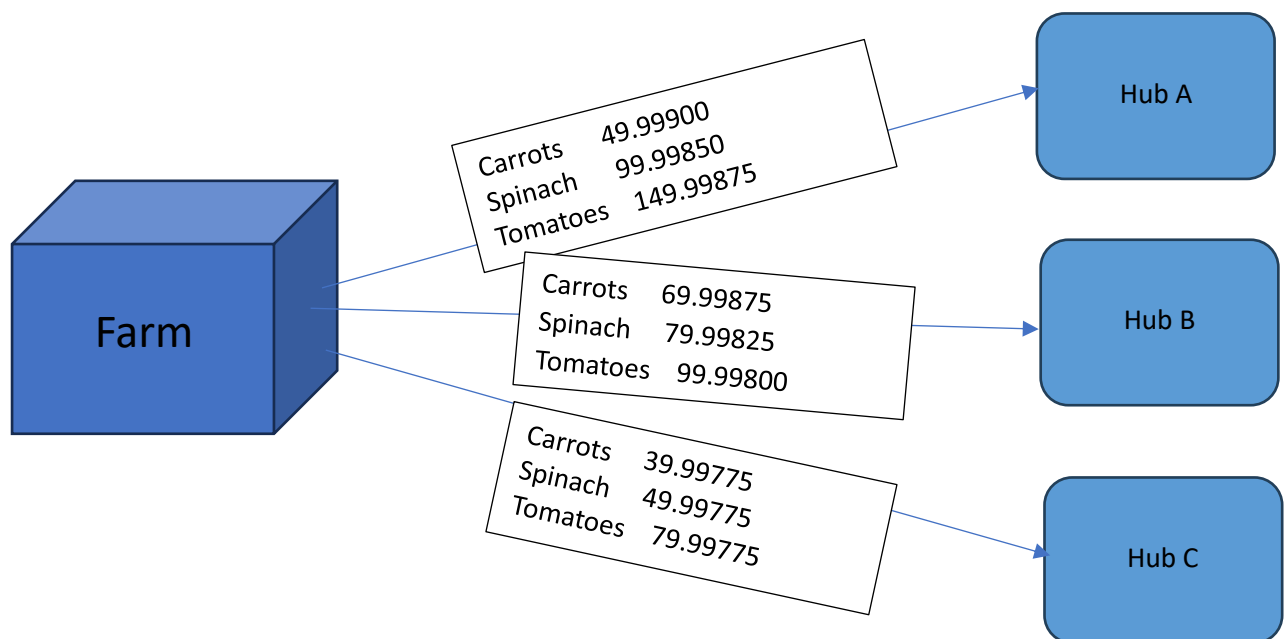 Farm
Carrots 49.99900
Spinach 99.99850
Tomatoes 149.99875
Hub A
Carrots 69.99875
Spinach 79.99825
Tomatoes 99.99800
Hub B
Carrots 39.99775
Spinach 49.99775
Tomatoes 79.99775
Hub C